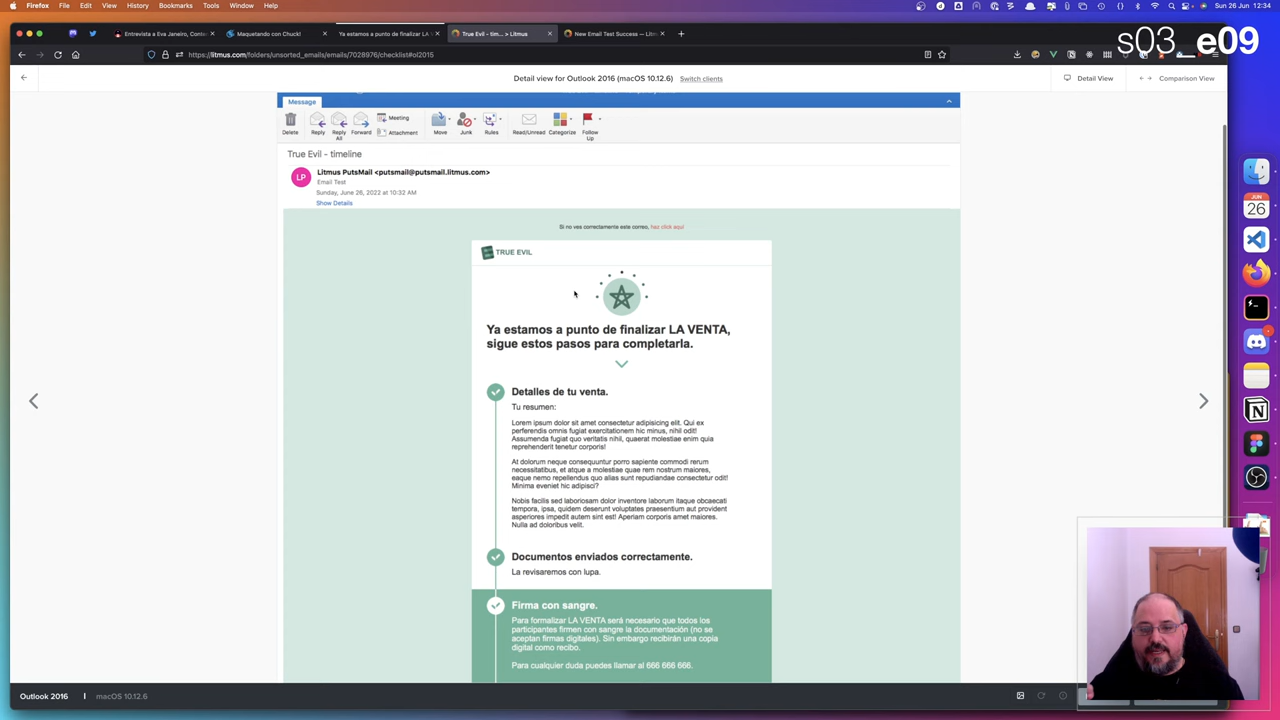 Firefox File Edit View History Bookmarks Tools Window Help Sun 26 Jun 12:34
Entrevista a Eva Janeiro, Conten Maquetando con Chuck! Ya estamos a punto de finalizar LA V True Evil - tim... > Litmus New Email Test Success — Litm
https://litmus.com/folders/unsorted_emails/emails/7028976/checklist#ol2015
s03 e09
Detail view for Outlook 2016 (macOS 10.12.6) Switch clients
Detail View Comparison View
Message
Delete Reply Reply All Forward Meeting Attachment Move Junk Rules Read/Unread Categorize Follow Up
True Evil - timeline
LP
Litmus PutsMail <putsmail@putsmail.litmus.com>
Email Test
Sunday, June 26, 2022 at 10:32 AM
Show Details
Si no ves correctamente este correo, haz click aquí
TRUE EVIL
Ya estamos a punto de finalizar LA VENTA,
sigue estos pasos para completarla.
Detalles de tu venta.
Tu resumen:
Lorem ipsum dolor sit amet consectetur adipisicing elit. Qui ex
perferendis omnis fugiat exercitationem hic minus, nihil odit!
Assumenda fugiat quo veritatis nihil, quaerat molestiae enim quia
reprehenderit tenetur corporis!
At dolorum neque consequuntur porro sapiente commodi rerum
necessitatibus, et atque a molestiae quae rem nostrum maiores,
eaque nemo repellendus quo alias sunt repudiandae consectetur odit!
Minima eveniet hic adipisci?
Nobis facilis sed laboriosam dolor inventore laborum itaque obcaecati
tempora, ipsa, quidem deserunt voluptates praesentium aut provident
asperiores impedit autem sint est! Aperiam corporis amet maiores.
Nulla ad doloribus velit.
Documentos enviados correctamente.
La revisaremos con lupa.
Firma con sangre.
Para formalizar LA VENTA será necesario que todos los
participantes firmen con sangre la documentación (no se
aceptan firmas digitales). Sin embargo recibirán una copia
digital como recibo.
Para cualquier duda puedes llamar al 666 666 666.
Outlook 2016 macOS 10.12.6
JUN
26